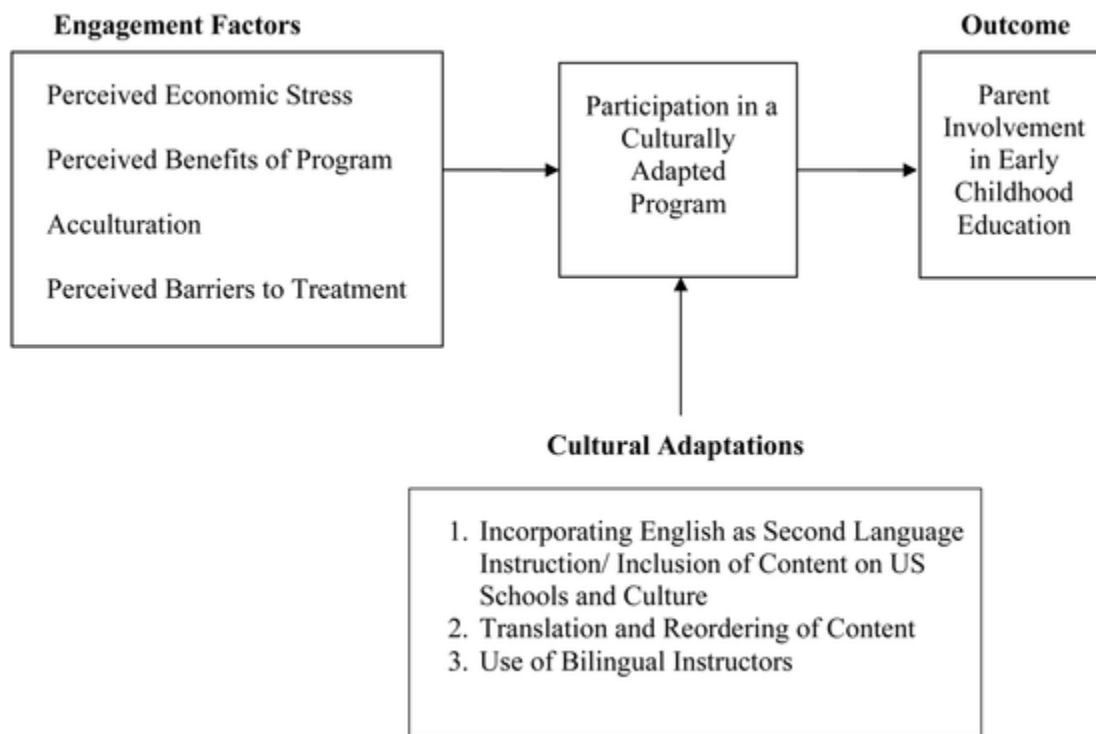 Engagement Factors
Perceived Economic Stress
Perceived Benefits of Program
Acculturation
Perceived Barriers to Treatment
Participation in a
Culturally
Adapted
Program
Outcome
Parent
Involvement
in Early
Childhood
Education
Cultural Adaptations
1. Incorporating English as Second Language
Instruction/ Inclusion of Content on US
Schools and Culture
2. Translation and Reordering of Content
3. Use of Bilingual Instructors